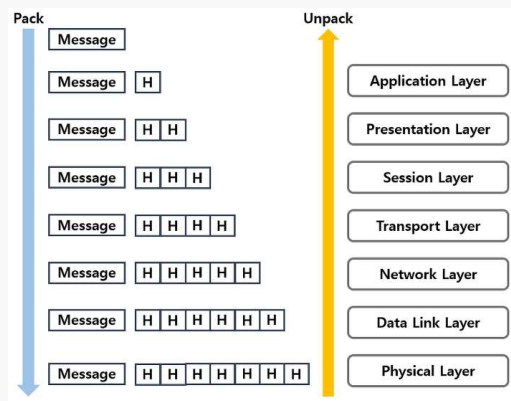 Pack Unpack
Message
Message H Application Layer
Message H H Presentation Layer
Message H H H Session Layer
Message H H H H Transport Layer
Message H H H H H Network Layer
Message H H H H H H Data Link Layer
Message H H H H H H H Physical Layer